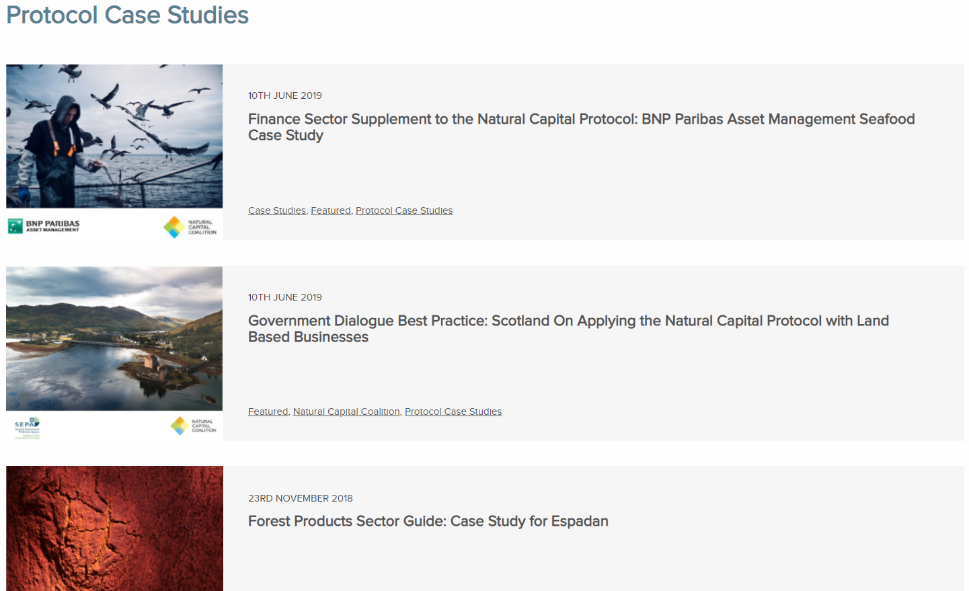 Protocol Case Studies
10TH JUNE 2019
Finance Sector Supplement to the Natural Capital Protocol: BNP Paribas Asset Management Seafood
Case Study
Case Studies, Featured, Protocol Case Studies
BNP PARIBAS
ASSET MANAGEMENT
NATURAL
CAPITAL
COALITION
10TH JUNE 2019
Government Dialogue Best Practice: Scotland On Applying the Natural Capital Protocol with Land
Based Businesses
Featured, Natural Capital Coalition, Protocol Case Studies
SEPA
NATURAL
CAPITAL
COALITION
23RD NOVEMBER 2018
Forest Products Sector Guide: Case Study for Espadan